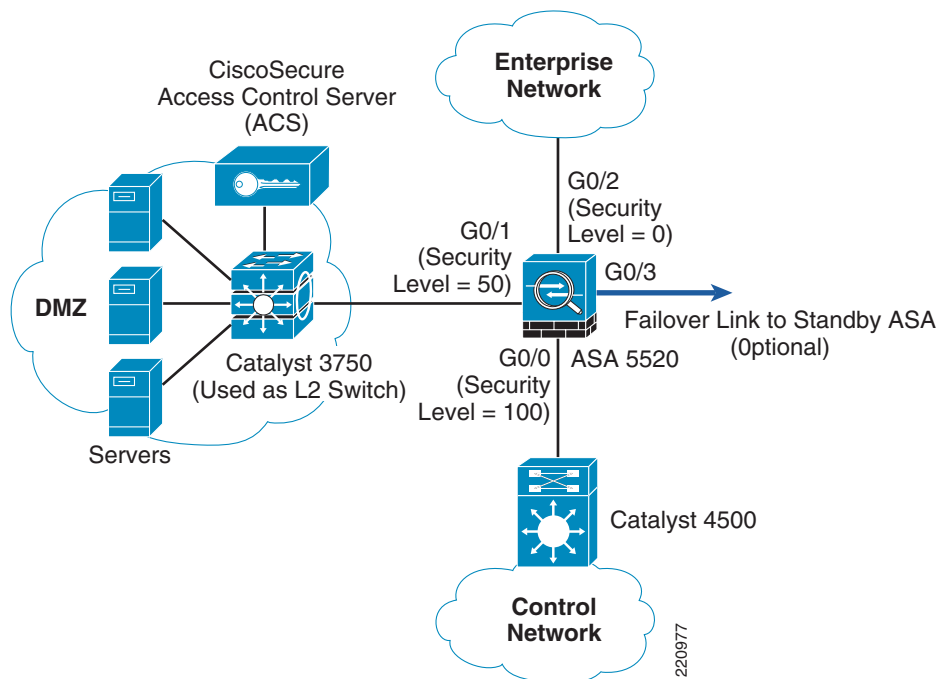 Enterprise
Network
CiscoSecure
Access Control Server
(ACS)
G0/2
(Security
Level = 0)
G0/1
(Security
Level = 50)
G0/3
DMZ
Failover Link to Standby ASA
(0ptional)
Catalyst 3750
(Used as L2 Switch)
G0/0
(Security
Level = 100)
ASA 5520
Servers
Catalyst 4500
Control
Network
220977